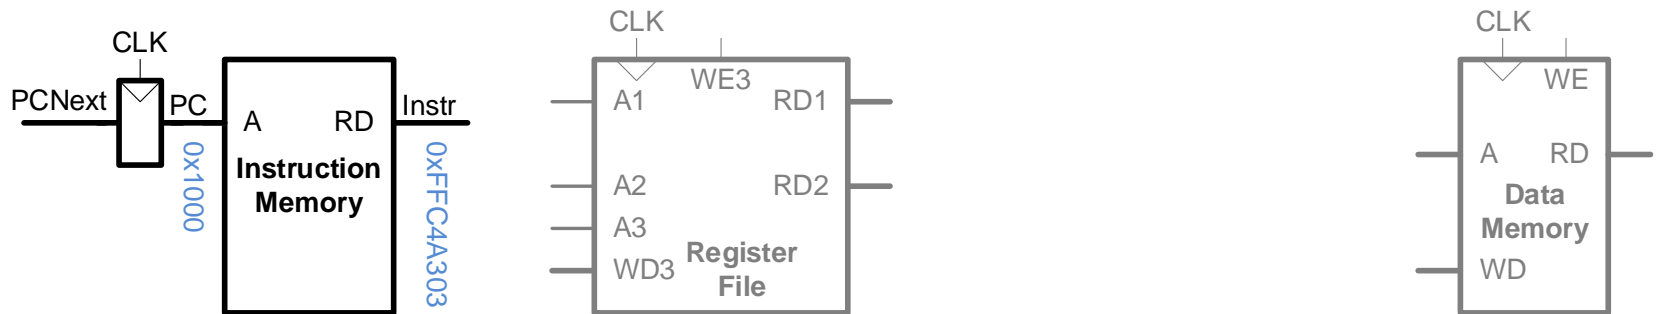 CLK
PCNext
PC
A
RD
Instr
Instruction
Memory
0x1000
0xFFC4A303
CLK
WE3
A1
RD1
A2
RD2
A3
WD3
Register
File
CLK
WE
A
RD
Data
Memory
WD